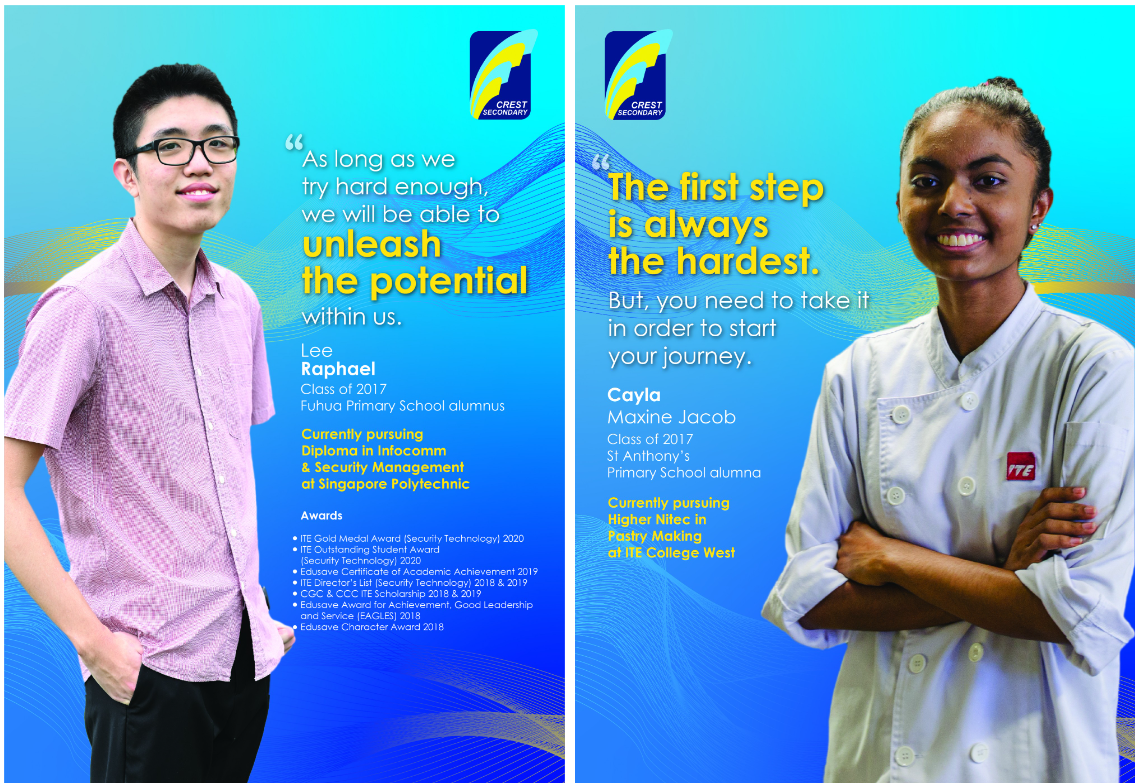 CREST
SECONDARY
“As long as we
try hard enough,
we will be able to
unleash
the potential
within us.
Lee
Raphael
Class of 2017
Fuhua Primary School alumnus
Currently pursuing
Diploma in Infocomm
& Security Management
at Singapore Polytechnic
Awards
• ITE Gold Medal Award (Security Technology) 2020
• ITE Outstanding Student Award
(Security Technology) 2020
• Edusave Certificate of Academic Achievement 2019
• ITE Director's List (Security Technology) 2018 & 2019
• CGC & CCC ITE Scholarship 2018 & 2019
• Edusave Award for Achievement, Good Leadership
and Service (EAGLES) 2018
• Edusave Character Award 2018
CREST
SECONDARY
“The first step
is always
the hardest.
But, you need to take it
in order to start
your journey.
Cayla
Maxine Jacob
Class of 2017
St Anthony's
Primary School alumna
Currently pursuing
Higher Nitec in
Pastry Making
at ITE College West
ITE